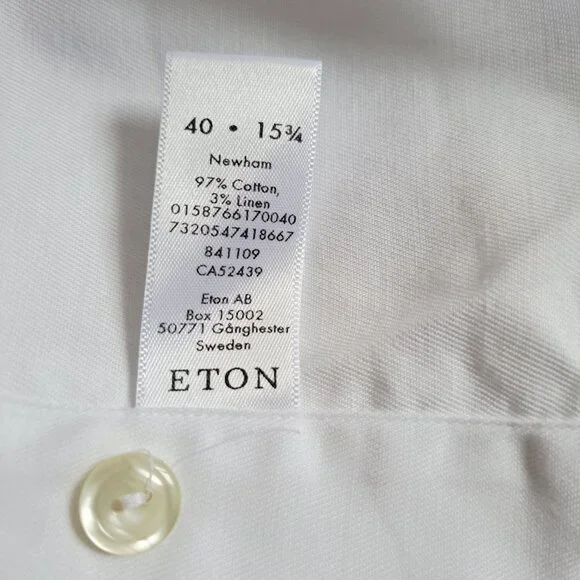 40 • 15¾
Newham
97% Cotton,
3% Linen
0158766170040
7320547418667
841109
CA52439
Eton AB
Box 15002
50771 Gånghester
Sweden
ETON